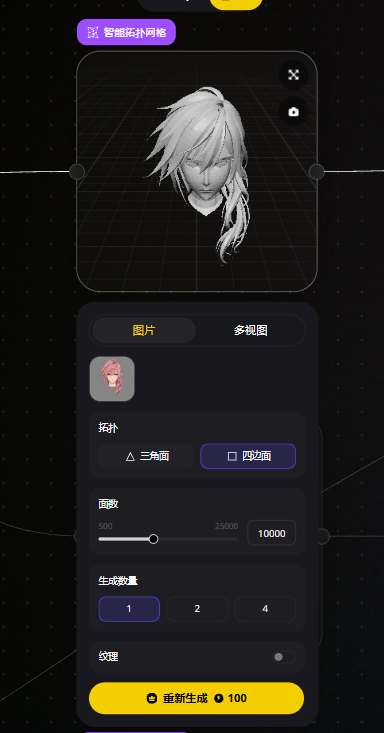 智能拓扑网格
图片 多视图
拓扑
三角面 四边面
面数
500 25000
10000
生成数量
1 2 4
纹理
重新生成 100